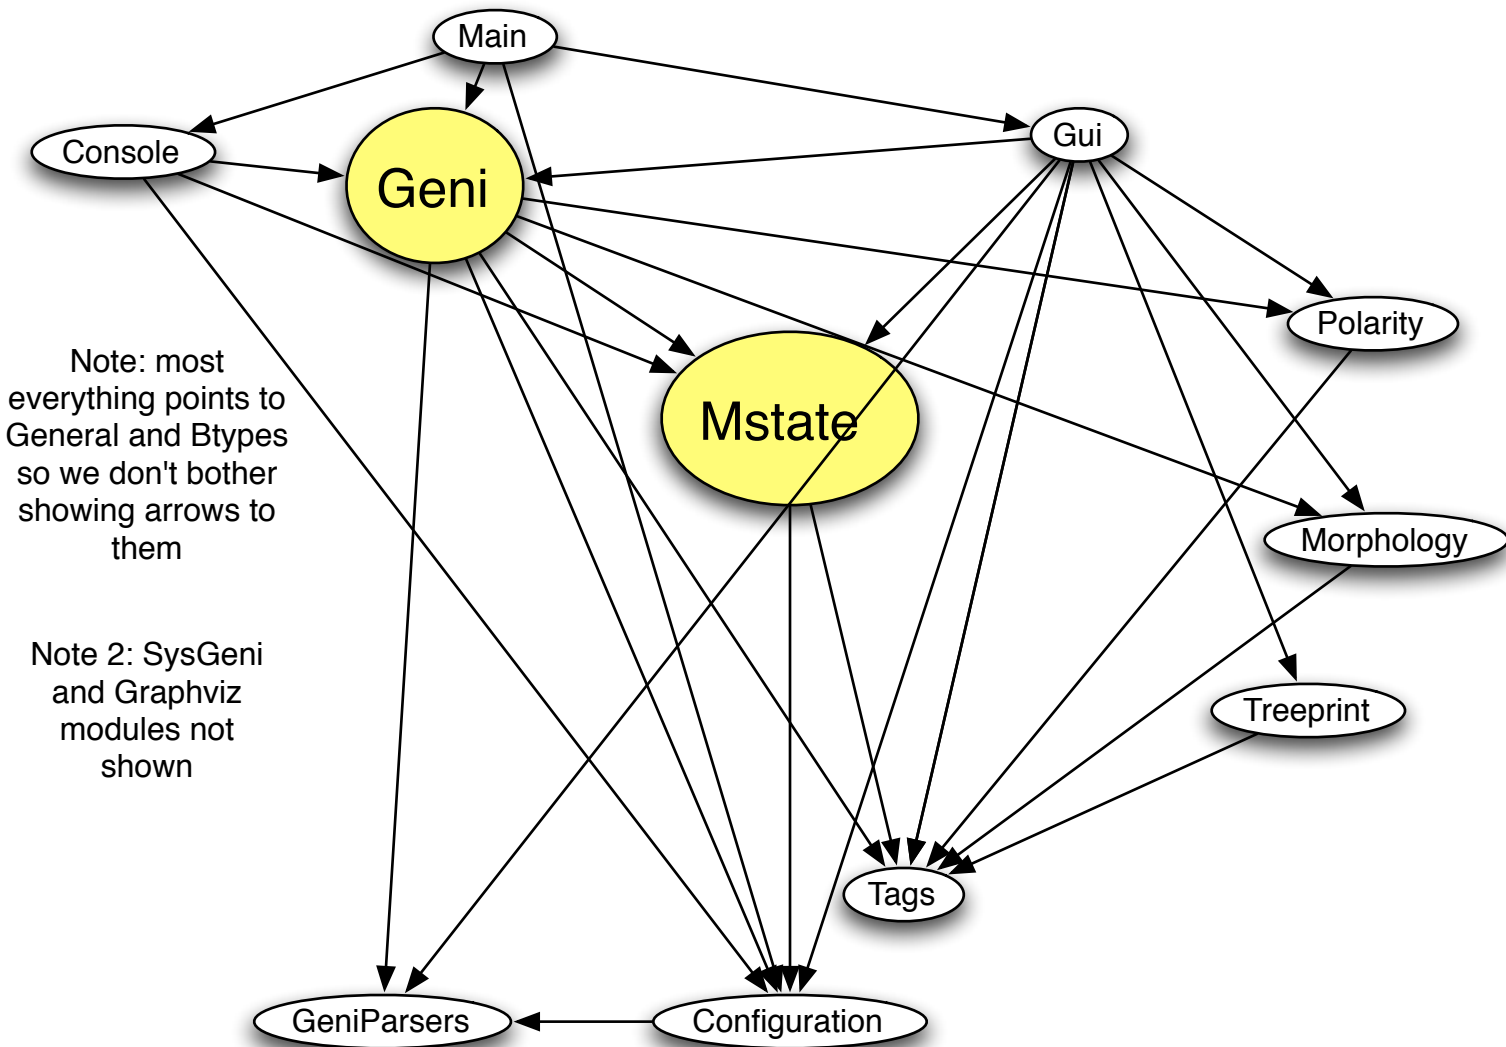 Main
Console
Geni
Gui
Polarity
Note: most
everything points to
General and Btypes
so we don't bother
showing arrows to
them
Mstate
Morphology
Note 2: SysGeni
and Graphviz
modules not
shown
Treeprint
Tags
GeniParsers
Configuration